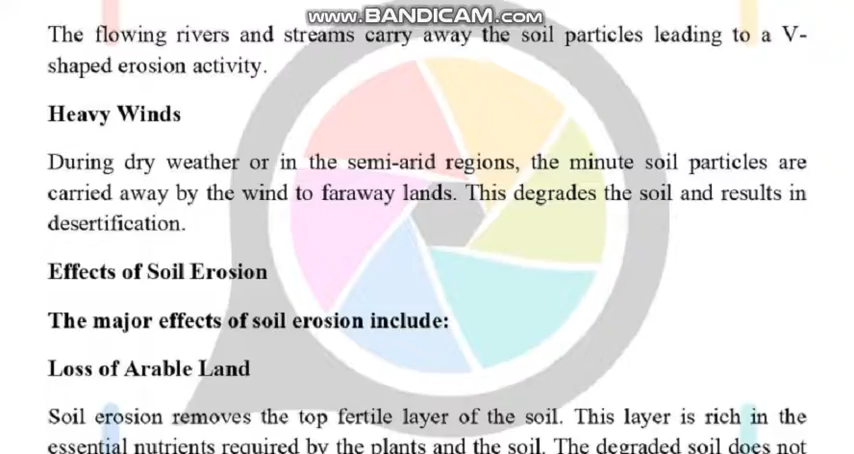 www.BANDICAM.com
The flowing rivers and streams carry away the soil particles leading to a V-
shaped erosion activity.
Heavy Winds
During dry weather or in the semi-arid regions, the minute soil particles are
carried away by the wind to faraway lands. This degrades the soil and results in
desertification.
Effects of Soil Erosion
The major effects of soil erosion include:
Loss of Arable Land
Soil erosion removes the top fertile layer of the soil. This layer is rich in the
essential nutrients required by the plants and the soil. The degraded soil does not